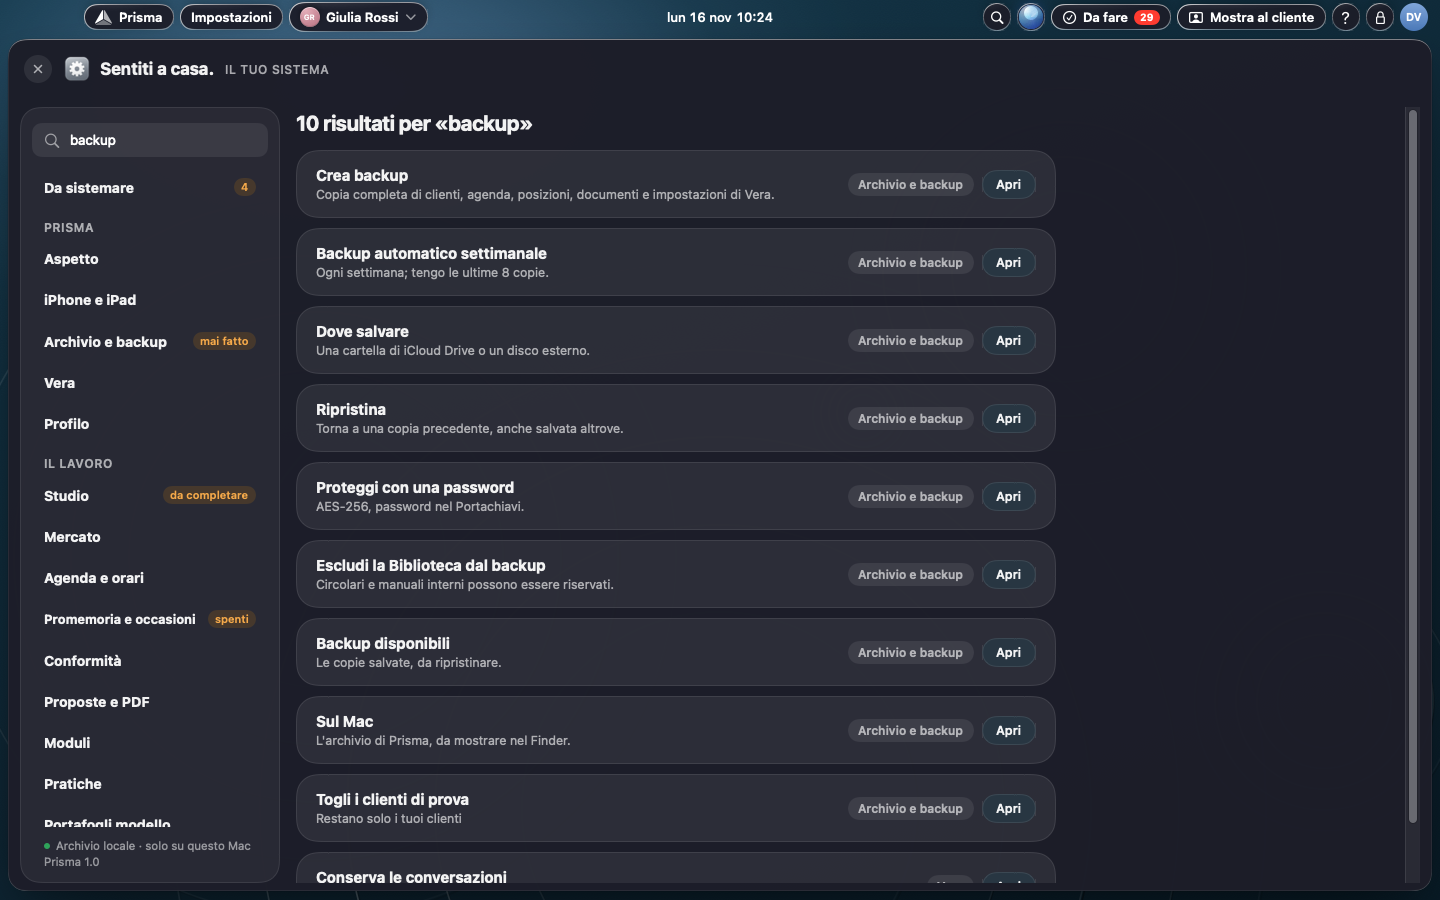 Prisma
Impostazioni
GR Giulia Rossi
lun 16 nov 10:24
Da fare 29
Mostra al cliente
?
DV
Sentiti a casa. IL TUO SISTEMA
backup
Da sistemare 4
PRISMA
Aspetto
iPhone e iPad
Archivio e backup mai fatto
Vera
Profilo
IL LAVORO
Studio da completare
Mercato
Agenda e orari
Promemoria e occasioni spenti
Conformità
Proposte e PDF
Moduli
Pratiche
Portafogli modello
Archivio locale · solo su questo Mac
Prisma 1.0
10 risultati per «backup»
Crea backup
Copia completa di clienti, agenda, posizioni, documenti e impostazioni di Vera.
Archivio e backup Apri
Backup automatico settimanale
Ogni settimana; tengo le ultime 8 copie.
Archivio e backup Apri
Dove salvare
Una cartella di iCloud Drive o un disco esterno.
Archivio e backup Apri
Ripristina
Torna a una copia precedente, anche salvata altrove.
Archivio e backup Apri
Proteggi con una password
AES-256, password nel Portachiavi.
Archivio e backup Apri
Escludi la Biblioteca dal backup
Circolari e manuali interni possono essere riservati.
Archivio e backup Apri
Backup disponibili
Le copie salvate, da ripristinare.
Archivio e backup Apri
Sul Mac
L'archivio di Prisma, da mostrare nel Finder.
Archivio e backup Apri
Togli i clienti di prova
Restano solo i tuoi clienti
Archivio e backup Apri
Conserva le conversazioni